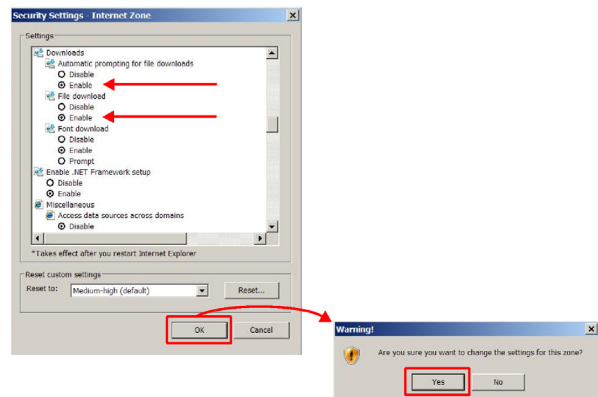 Security Settings - Internet Zone
Settings
Downloads
Automatic prompting for file downloads
Disable
Enable
File download
Disable
Enable
Font download
Disable
Enable
Prompt
Enable .NET Framework setup
Disable
Enable
Miscellaneous
Access data sources across domains
Disable
*Takes effect after you restart Internet Explorer
Reset custom settings
Reset to: Medium-high (default) Reset...
OK Cancel
Warning!
Are you sure you want to change the settings for this zone?
Yes No